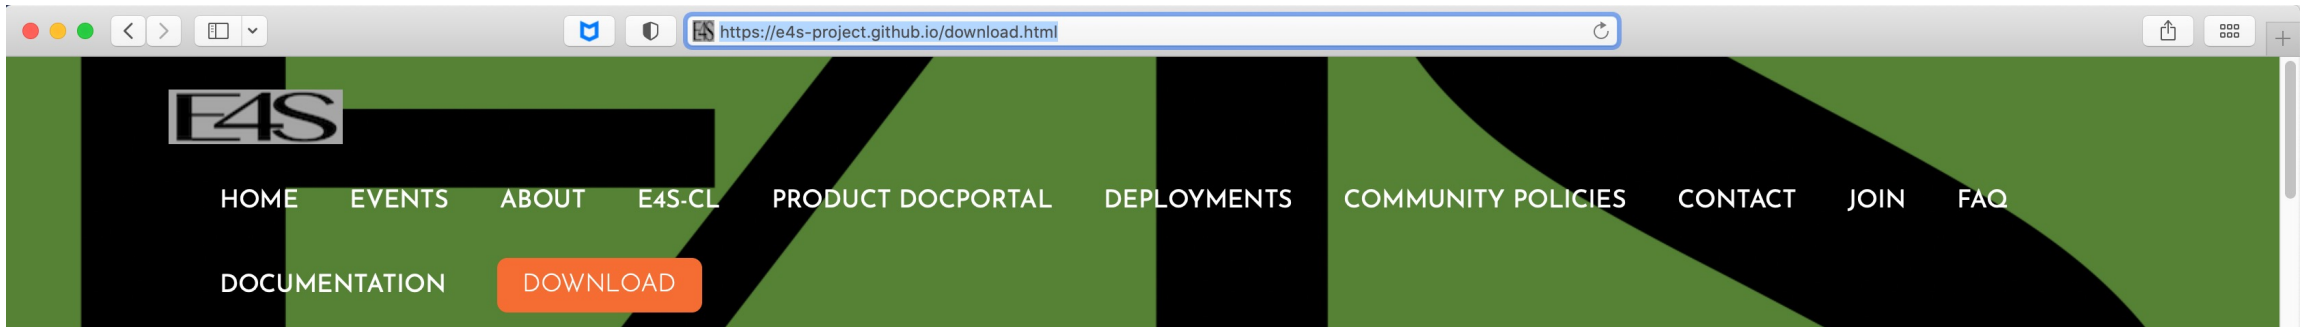 E4S https://e4s-project.github.io/download.html
E4S
HOME EVENTS ABOUT E4S-CL PRODUCT DOCPORTAL DEPLOYMENTS COMMUNITY POLICIES CONTACT JOIN FAQ
DOCUMENTATION DOWNLOAD